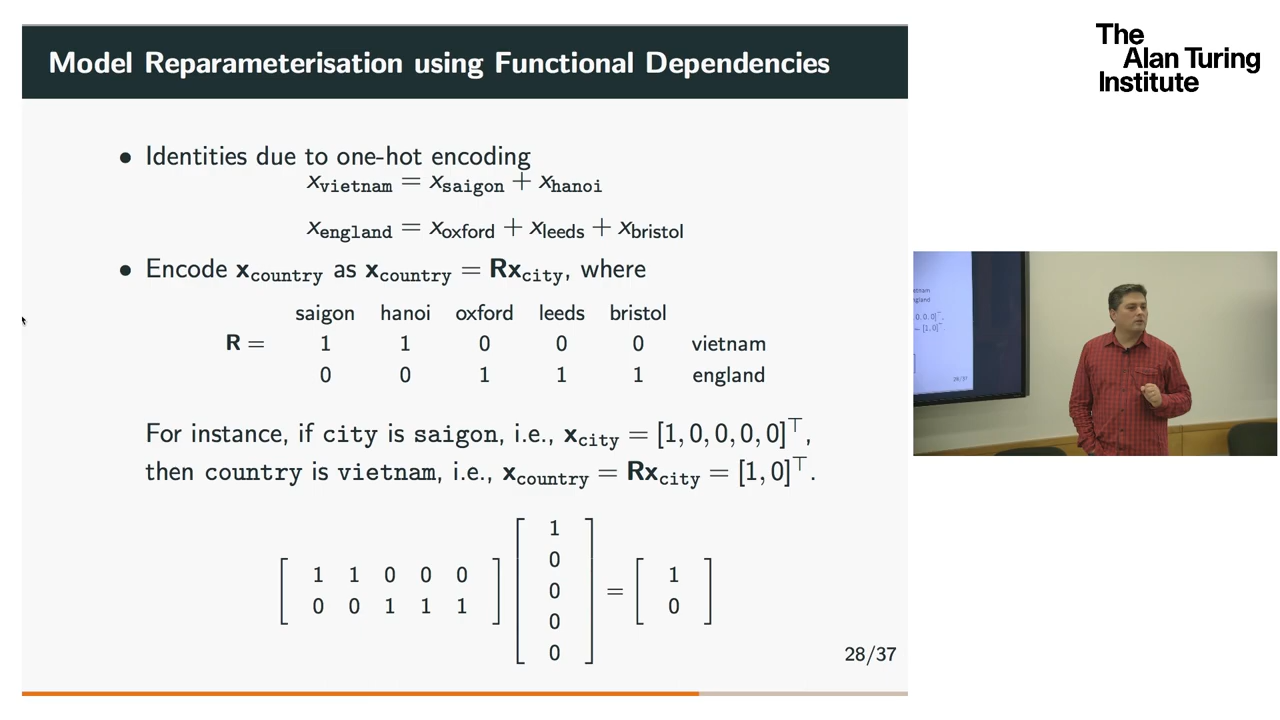 Model Reparameterisation using Functional Dependencies
The
Alan Turing
Institute
• Identities due to one-hot encoding
x_vietnam = x_saigon + x_hanoi
x_england = x_oxford + x_leeds + x_bristol
• Encode x_country as x_country = Rx_city, where
saigon hanoi oxford leeds bristol
R = 1 1 0 0 0 vietnam
0 0 1 1 1 england
For instance, if city is saigon, i.e., x_city = [1, 0, 0, 0, 0]⊤,
then country is vietnam, i.e., x_country = Rx_city = [1, 0]⊤.
1
0
1 1 0 0 0
0 = 1
0 0 1 1 1
0 0
0
28/37
28/37